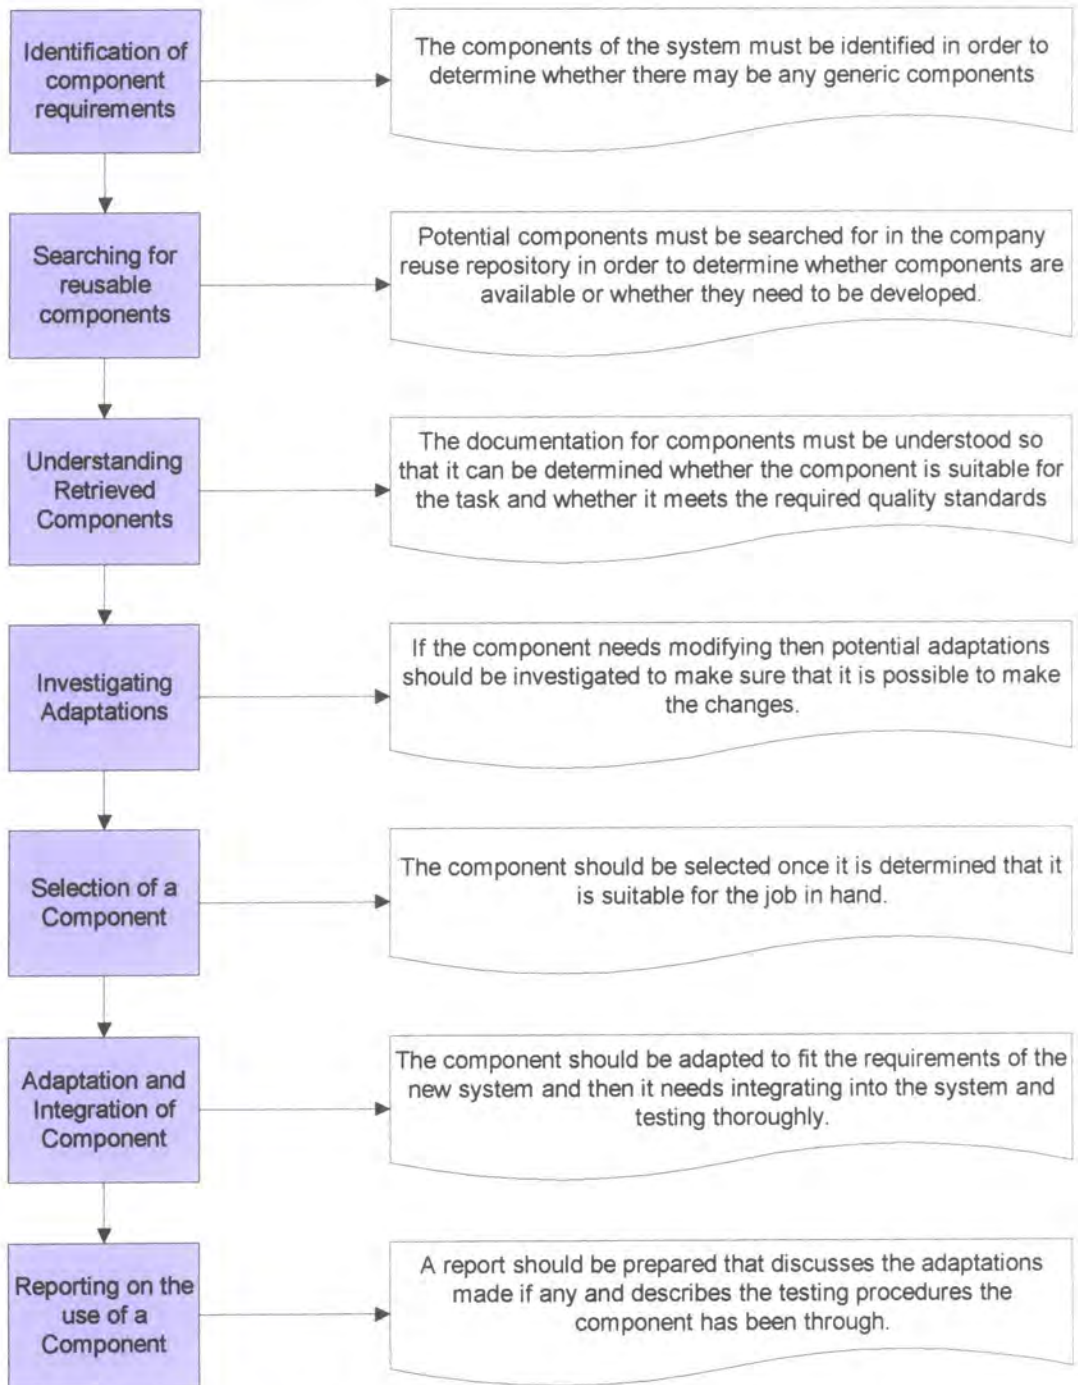 Identification of
component
requirements
The components of the system must be identified in order to
determine whether there may be any generic components
Searching for
reusable
components
Potential components must be searched for in the company
reuse repository in order to determine whether components are
available or whether they need to be developed.
Understanding
Retrieved
Components
The documentation for components must be understood so
that it can be determined whether the component is suitable for
the task and whether it meets the required quality standards
Investigating
Adaptations
If the component needs modifying then potential adaptations
should be investigated to make sure that it is possible to make
the changes.
Selection of a
Component
The component should be selected once it is determined that it
is suitable for the job in hand.
Adaptation and
Integration of
Component
The component should be adapted to fit the requirements of the
new system and then it needs integrating into the system and
testing thoroughly.
Reporting on the
use of a
Component
A report should be prepared that discusses the adaptations
made if any and describes the testing procedures the
component has been through.